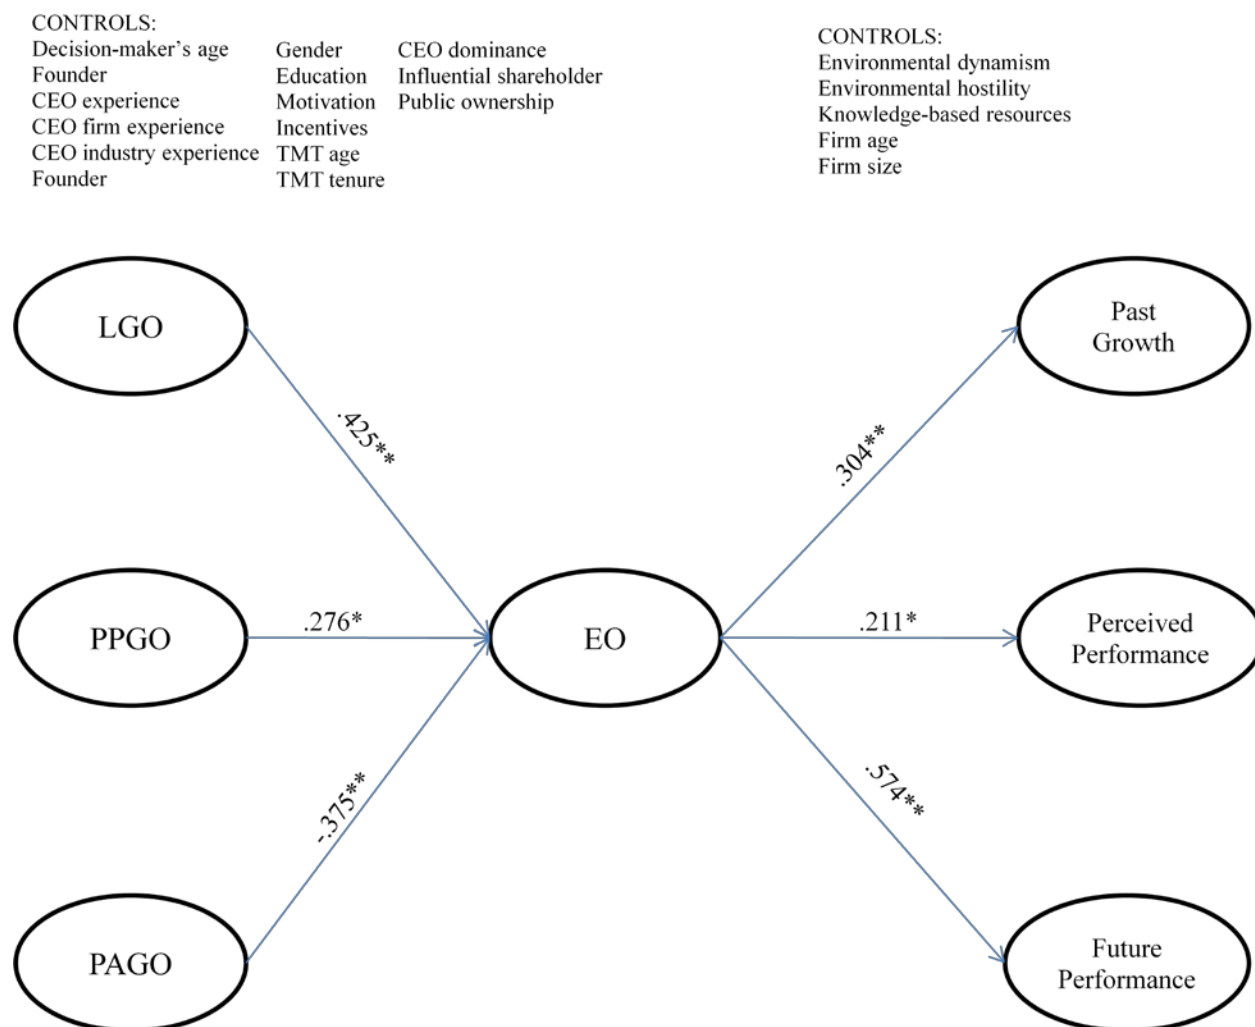 CONTROLS:
Decision-maker's age
Founder
CEO experience
CEO firm experience
CEO industry experience
Founder
Gender
Education
Motivation
Incentives
TMT age
TMT tenure
CEO dominance
Influential shareholder
Public ownership
CONTROLS:
Environmental dynamism
Environmental hostility
Knowledge-based resources
Firm age
Firm size
LGO
.425**
PPGO
.276*
PAGO
-.375**
EO
.304**
Past
Growth
.211*
Perceived
Performance
.574**
Future
Performance